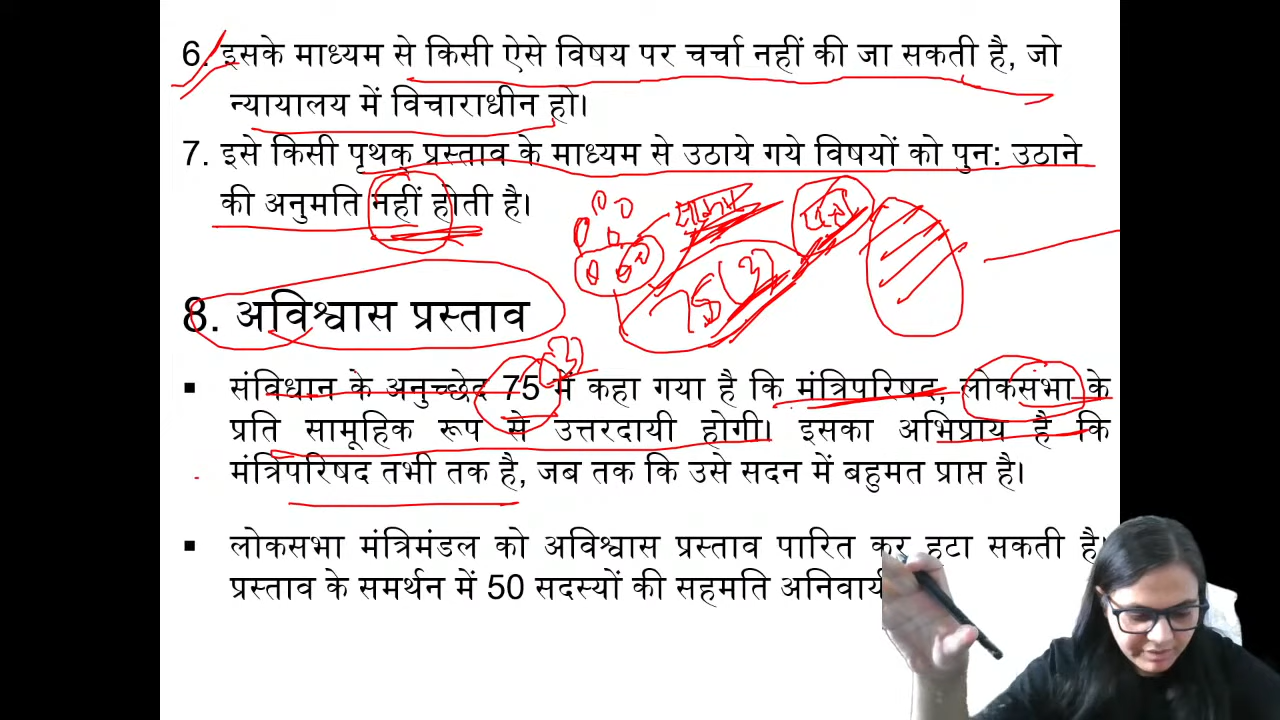 6. इसके माध्यम से किसी ऐसे विषय पर चर्चा नहीं की जा सकती है, जो
न्यायालय में विचाराधीन हो।
7. इसे किसी पृथक प्रस्ताव के माध्यम से उठाये गये विषयों को पुन: उठाने
की अनुमति नहीं होती है।
75(3)
8. अविश्वास प्रस्ताव
(3)
▪ संविधान के अनुच्छेद 75 में कहा गया है कि मंत्रिपरिषद, लोकसभा के
प्रति सामूहिक रूप से उत्तरदायी होगी। इसका अभिप्राय है कि
मंत्रिपरिषद तभी तक है, जब तक कि उसे सदन में बहुमत प्राप्त है।
▪ लोकसभा मंत्रिमंडल को अविश्वास प्रस्ताव पारित कर हटा सकती है।
प्रस्ताव के समर्थन में 50 सदस्यों की सहमति अनिवार्य